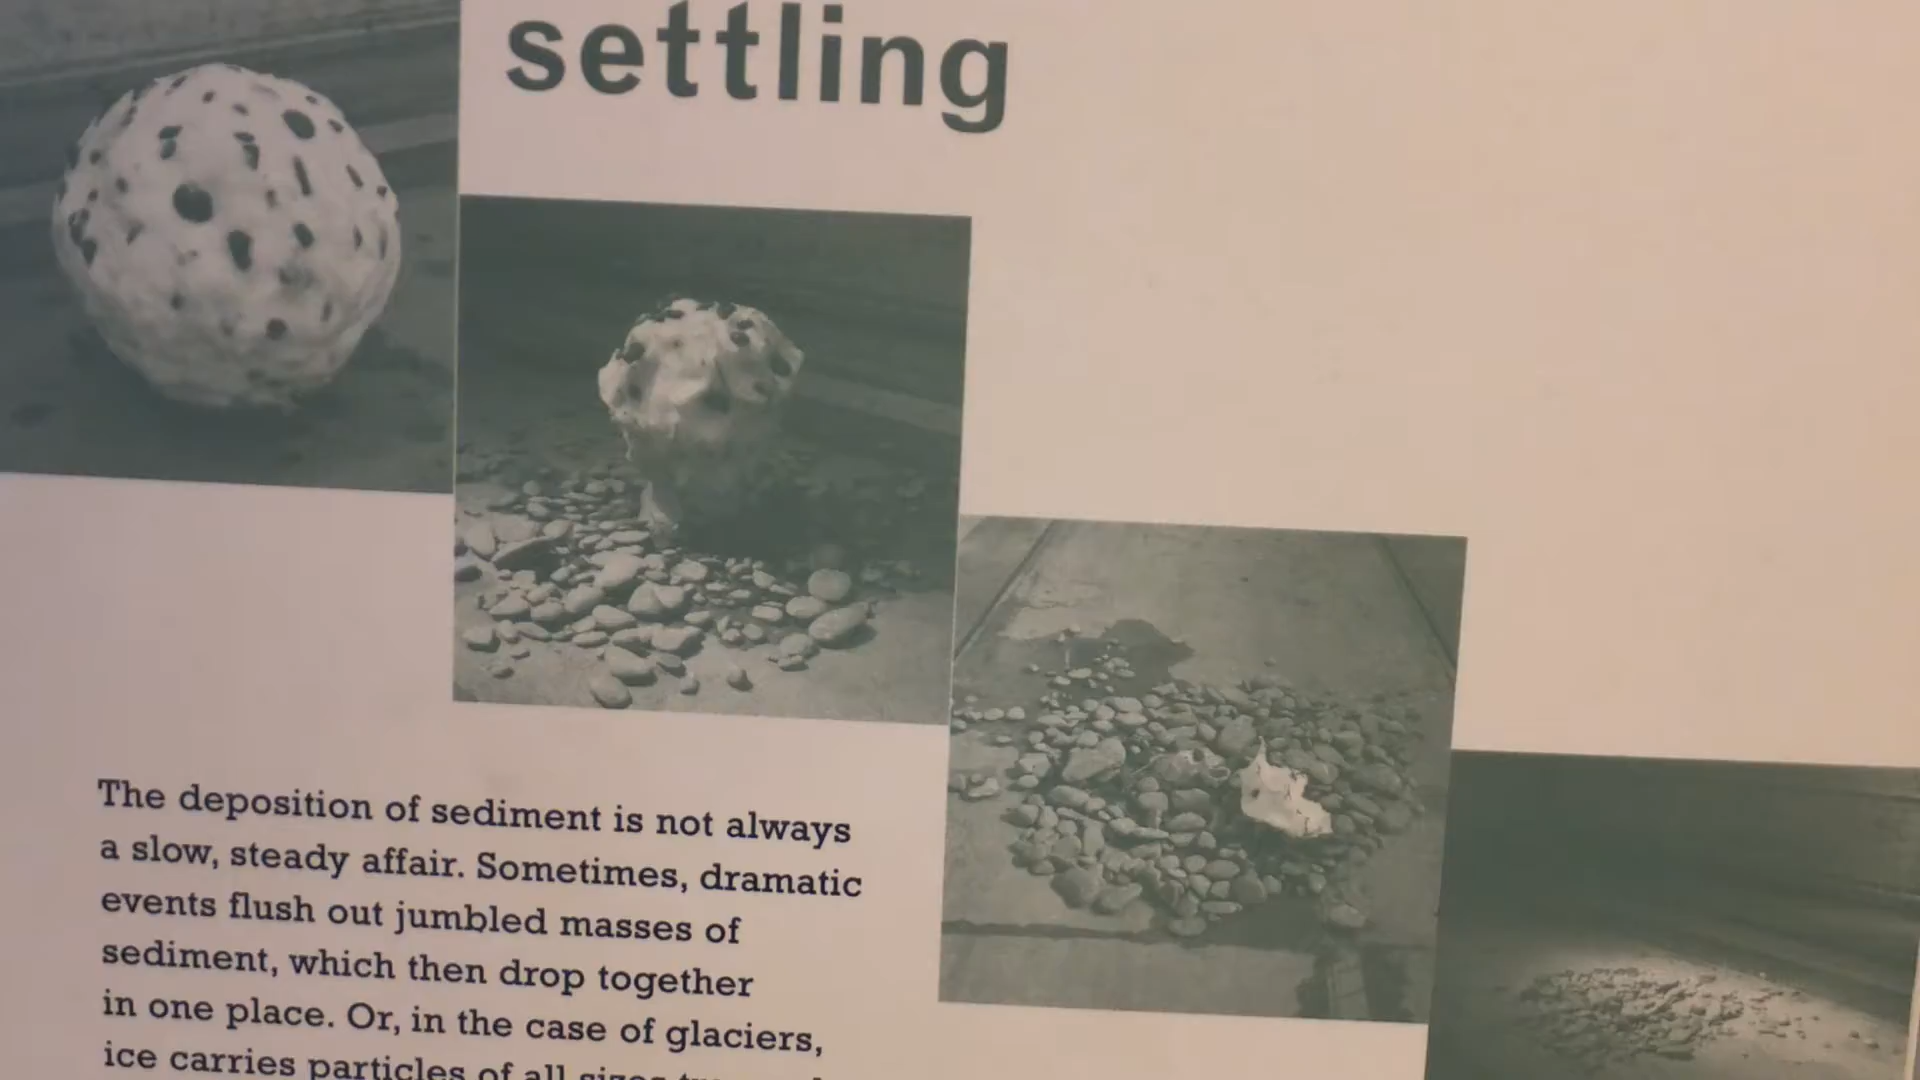 settling
The deposition of sediment is not always
a slow, steady affair. Sometimes, dramatic
events flush out jumbled masses of
sediment, which then drop together
in one place. Or, in the case of glaciers,
ice carries particles of all sizes